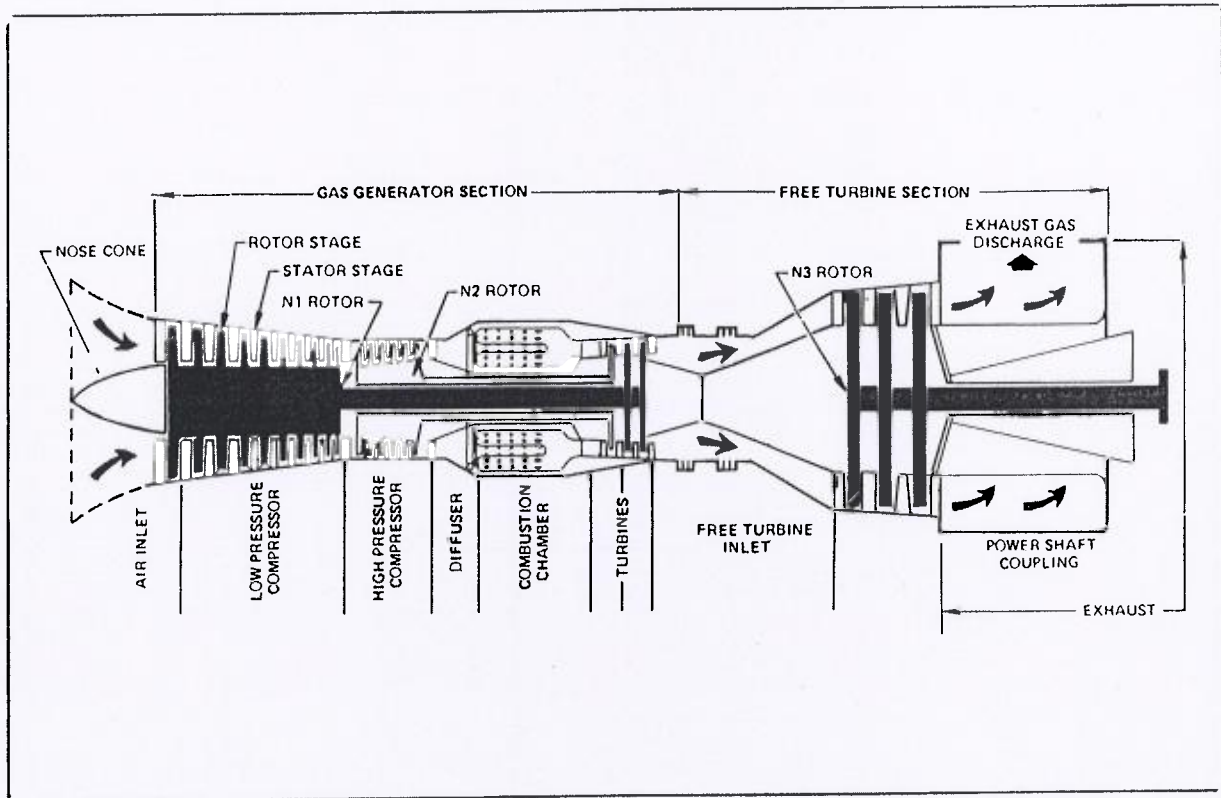 GAS GENERATOR SECTION
FREE TURBINE SECTION
NOSE CONE
ROTOR STAGE
STATOR STAGE
N1 ROTOR
N2 ROTOR
N3 ROTOR
EXHAUST GAS
DISCHARGE
AIR INLET
LOW PRESSURE
COMPRESSOR
HIGH PRESSURE
COMPRESSOR
DIFFUSER
COMBUSTION
CHAMBER
TURBINES
FREE TURBINE
INLET
POWER SHAFT
COUPLING
EXHAUST